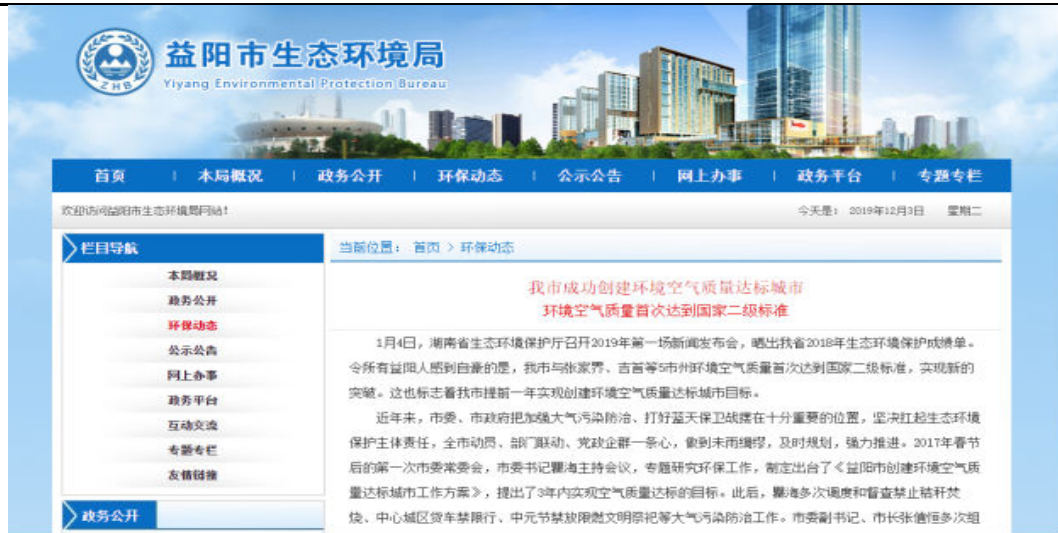 益阳市生态环境局
Yiyang Environmental Protection Bureau
ZHB
首页 | 本局概况 | 政务公开 | 环保动态 | 公示公告 | 网上办事 | 政务平台 | 专题专栏
欢迎访问益阳市生态环境局网站！ 今天是： 2019年12月3日 星期二
栏目导航
本局概况
政务公开
环保动态
公示公告
网上办事
政务平台
互动交流
专题专栏
友情链接
政务公开
当前位置： 首页 > 环保动态
我市成功创建环境空气质量达标城市
环境空气质量首次达到国家二级标准
1月4日，湖南省生态环境保护厅召开2019年第一场新闻发布会，晒出我省2018年生态环境保护成绩单。
令所有益阳人感到自豪的是，我市与张家界、吉首等5市州环境空气质量首次达到国家二级标准，实现新的
突破。这也标志着我市提前一年实现创建环境空气质量达标城市目标。
近年来，市委、市政府把加强大气污染防治、打好蓝天保卫战摆在十分重要的位置，坚决扛起生态环境
保护主体责任，全市动员、部门联动、党政企群一条心，做到未雨绸缪，及时规划，强力推进。2017年春节
后的第一次市委常委会，市委书记瞿海主持会议，专题研究环保工作，制定出台了《益阳市创建环境空气质
量达标城市工作方案》，提出了3年内实现空气质量达标的目标。此后，瞿海多次调度和督查禁止秸秆焚
烧、中心城区货车禁限行、中元节禁放限燃文明祭祀等大气污染防治工作。市委副书记、市长张值恒多次组